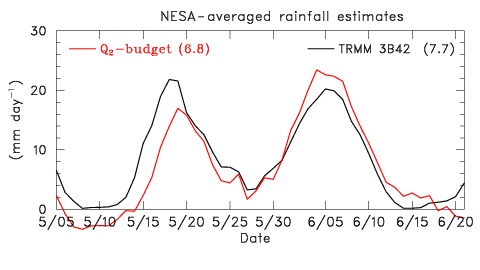 NESA-averaged rainfall estimates
Q2-budget (6.8)
TRMM 3B42 (7.7)
(mm day⁻¹)
30
20
10
0
5/05 5/10 5/15 5/20 5/25 5/30 6/05 6/10 6/15 6/20
Date